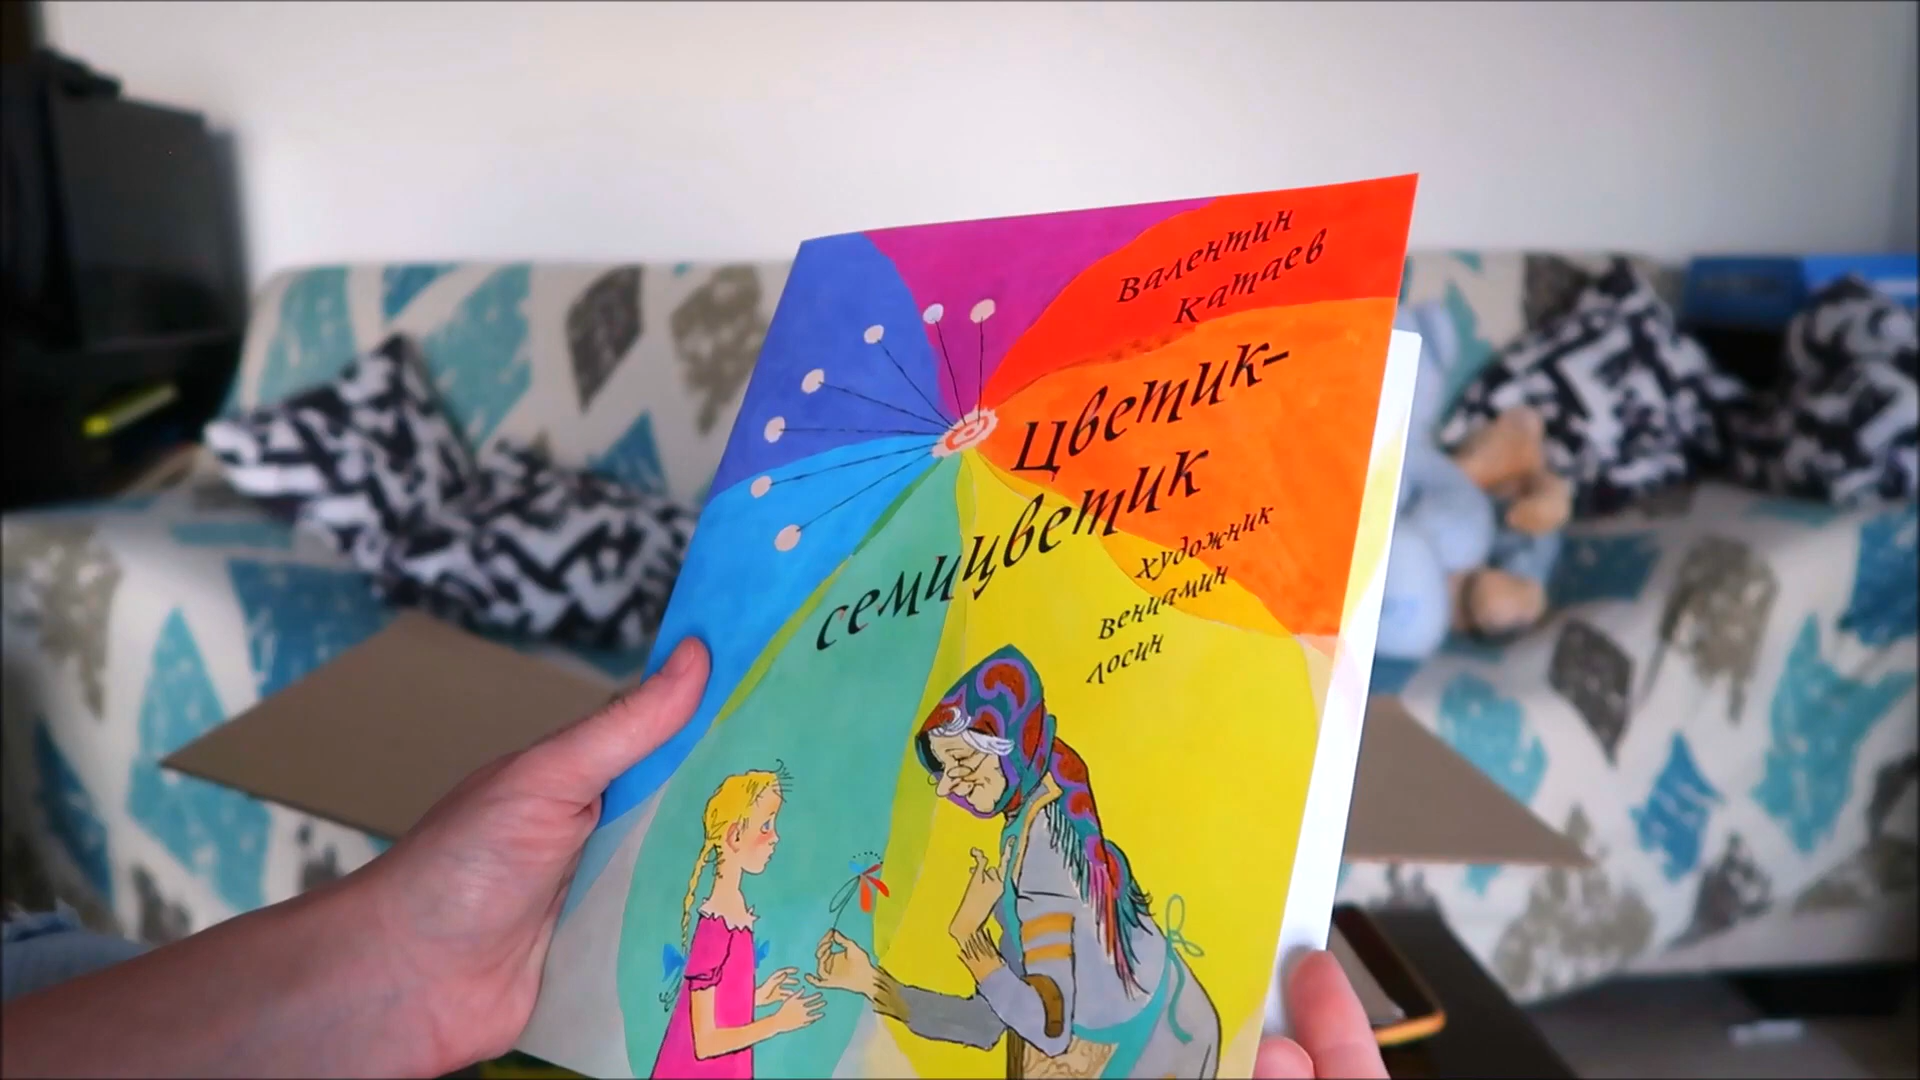 Валентин
Катаев
Цветик-
семицветик
художник
Вениамин
Лосин